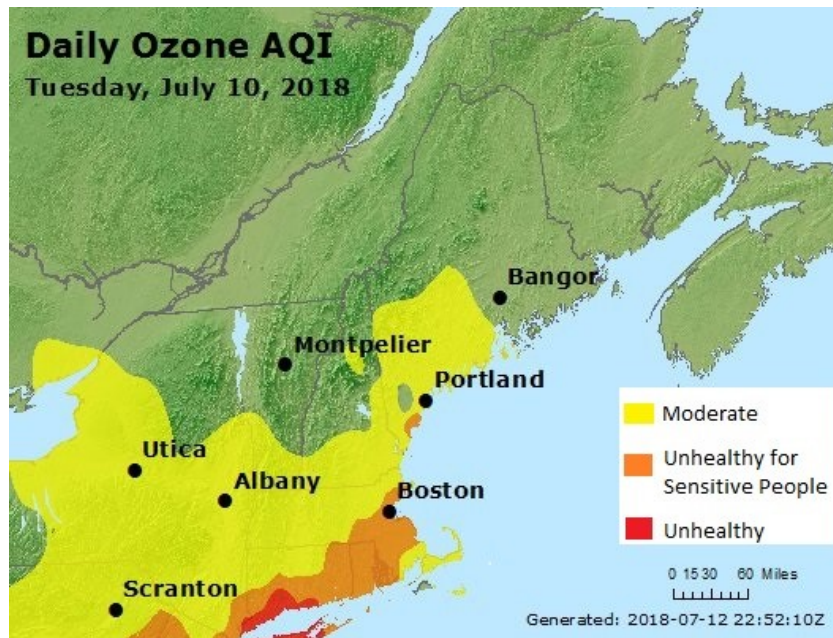 Daily Ozone AQI
Tuesday, July 10, 2018
Bangor
Montpelier
Portland
Utica
Albany
Boston
Scranton
Moderate
Unhealthy for
Sensitive People
Unhealthy
0 15 30 60 Miles
Generated: 2018-07-12 22:52:10Z